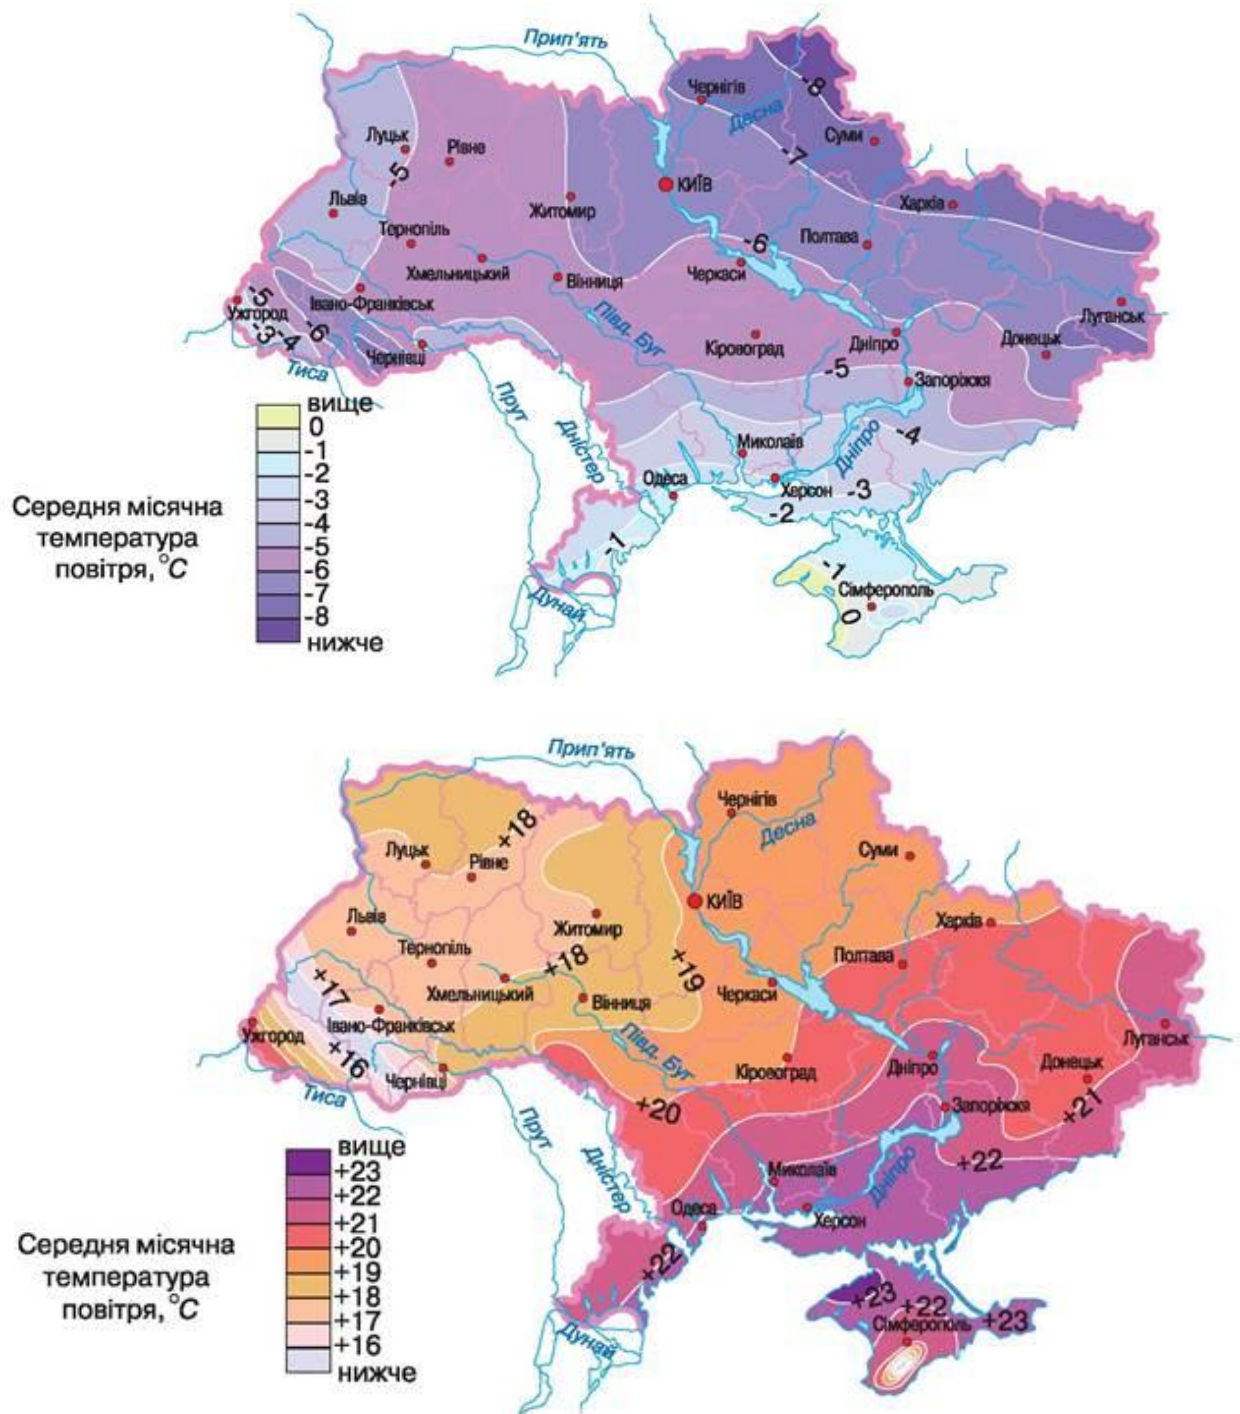 Прип'ять
Чернігів
Десна
-8
Суми
Луцьк
Рівне
-7
-5
КИЇВ
Львів
Житомир
Харків
Тернопіль
-6
Полтава
Хмельницький
Вінниця
Черкаси
-5
Ужгород
Івано-Франківськ
-3
-4
-6
Півд. Буг
Луганськ
Чернівці
Кіровоград
Дніпро
Донецьк
Тиса
-5
Запоріжжя
Прут
Дністер
Миколаїв
Дніпро
-4
Одеса
Херсон
-3
-2
-1
-1
Сімферополь
Дунай
0
Середня місячна
температура
повітря, °C
вище
0
-1
-2
-3
-4
-5
-6
-7
-8
нижче
Прип'ять
Чернігів
Десна
+18
Луцьк
Рівне
Суми
КИЇВ
Львів
Житомир
Харків
Тернопіль
+18
+19
Полтава
+17
Хмельницький
Вінниця
Черкаси
Ужгород
Івано-Франківськ
+16
Півд. Буг
Луганськ
Чернівці
Кіровоград
Дніпро
Донецьк
Тиса
+20
Запоріжжя
+21
Прут
Дністер
+22
Миколаїв
Дніпро
Одеса
Херсон
+22
+23
+22
+23
Сімферополь
Дунай
Середня місячна
температура
повітря, °C
вище
+23
+22
+21
+20
+19
+18
+17
+16
нижче